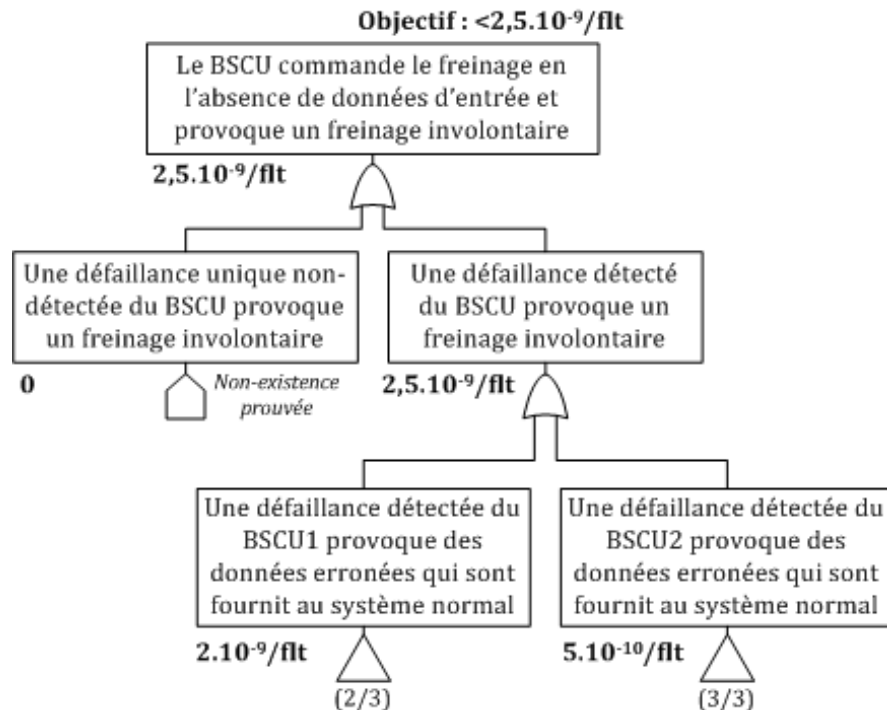 Objectif : <2,5.10⁻⁹/flt
Le BSCU commande le freinage en
l'absence de données d'entrée et
provoque un freinage involontaire
2,5.10⁻⁹/flt
Une défaillance unique non-
détectée du BSCU provoque
un freinage involontaire
Une défaillance détecté
du BSCU provoque un
freinage involontaire
0
Non-existence
prouvée
2,5.10⁻⁹/flt
Une défaillance détectée du
BSCU1 provoque des
données erronées qui sont
fournit au système normal
Une défaillance détectée du
BSCU2 provoque des
données erronées qui sont
fournit au système normal
2.10⁻⁹/flt
(2/3)
5.10⁻¹⁰/flt
(3/3)